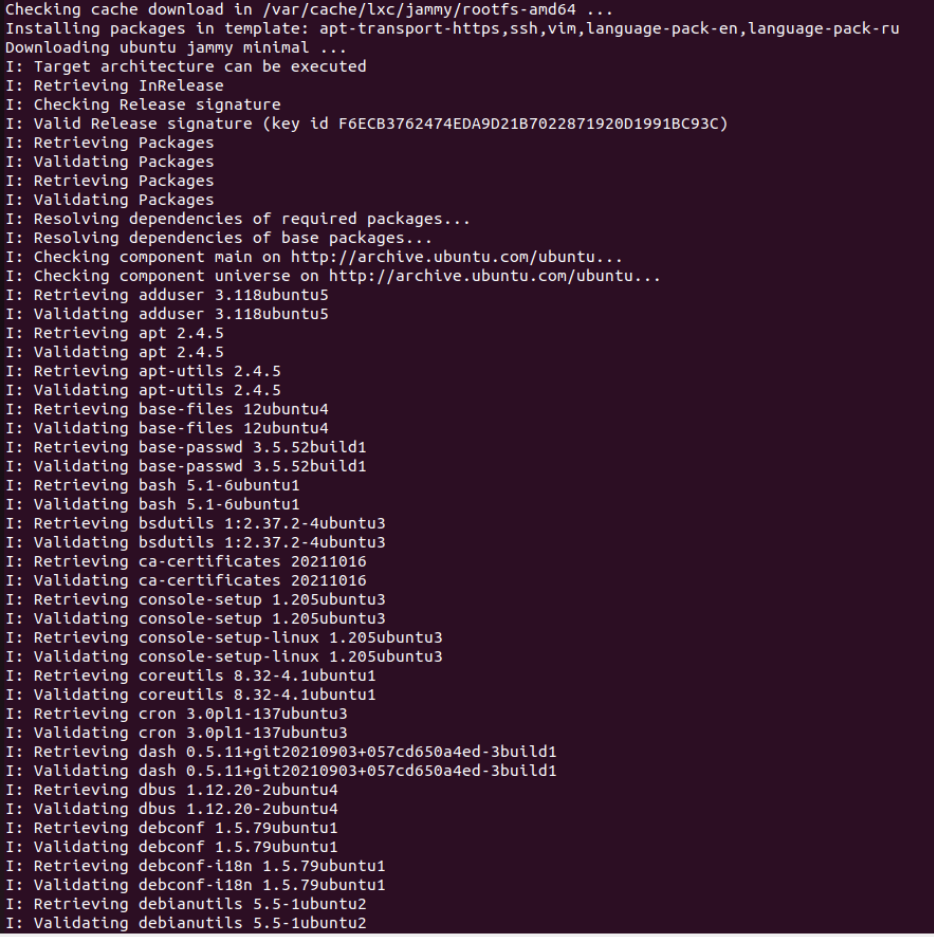 Checking cache download in /var/cache/lxc/jammy/rootfs-amd64 ...
Installing packages in template: apt-transport-https,ssh,vim,language-pack-en,language-pack-ru
Downloading ubuntu jammy minimal ...
I: Target architecture can be executed
I: Retrieving InRelease
I: Checking Release signature
I: Valid Release signature (key id F6ECB3762474EDA9D21B7022871920D1991BC93C)
I: Retrieving Packages
I: Validating Packages
I: Retrieving Packages
I: Validating Packages
I: Resolving dependencies of required packages...
I: Resolving dependencies of base packages...
I: Checking component main on http://archive.ubuntu.com/ubuntu...
I: Checking component universe on http://archive.ubuntu.com/ubuntu...
I: Retrieving adduser 3.118ubuntu5
I: Validating adduser 3.118ubuntu5
I: Retrieving apt 2.4.5
I: Validating apt 2.4.5
I: Retrieving apt-utils 2.4.5
I: Validating apt-utils 2.4.5
I: Retrieving base-files 12ubuntu4
I: Validating base-files 12ubuntu4
I: Retrieving base-passwd 3.5.52build1
I: Validating base-passwd 3.5.52build1
I: Retrieving bash 5.1-6ubuntu1
I: Validating bash 5.1-6ubuntu1
I: Retrieving bsdutils 1:2.37.2-4ubuntu3
I: Validating bsdutils 1:2.37.2-4ubuntu3
I: Retrieving ca-certificates 20211016
I: Validating ca-certificates 20211016
I: Retrieving console-setup 1.205ubuntu3
I: Validating console-setup 1.205ubuntu3
I: Retrieving console-setup-linux 1.205ubuntu3
I: Validating console-setup-linux 1.205ubuntu3
I: Retrieving coreutils 8.32-4.1ubuntu1
I: Validating coreutils 8.32-4.1ubuntu1
I: Retrieving cron 3.0pl1-137ubuntu3
I: Validating cron 3.0pl1-137ubuntu3
I: Retrieving dash 0.5.11+git20210903+057cd650a4ed-3build1
I: Validating dash 0.5.11+git20210903+057cd650a4ed-3build1
I: Retrieving dbus 1.12.20-2ubuntu4
I: Validating dbus 1.12.20-2ubuntu4
I: Retrieving debconf 1.5.79ubuntu1
I: Validating debconf 1.5.79ubuntu1
I: Retrieving debconf-i18n 1.5.79ubuntu1
I: Validating debconf-i18n 1.5.79ubuntu1
I: Retrieving debianutils 5.5-1ubuntu2
I: Validating debianutils 5.5-1ubuntu2